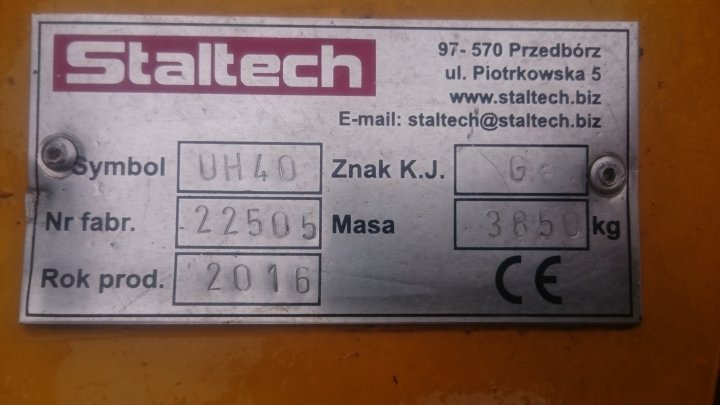 Staltech
97- 570 Przedbórz
ul. Piotrkowska 5
www.staltech.biz
E-mail: staltech@staltech.biz
Symbol UH40 Znak K.J. G
Nr fabr. 22505 Masa 3850 kg
Rok prod. 2016 CE